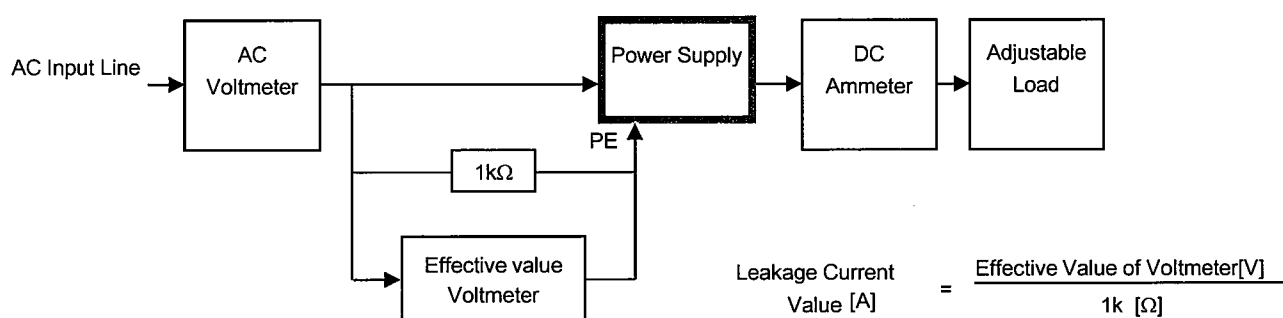 AC Input Line
AC
Voltmeter
Power Supply
DC
Ammeter
Adjustable
Load
PE
1kΩ
Effective value
Voltmeter
Leakage Current
Value [A]
=
Effective Value of Voltmeter[V]
1k [Ω]